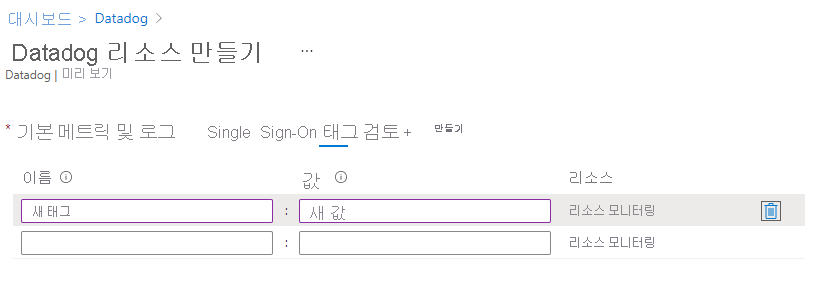 대시보드 > Datadog >
Datadog 리소스 만들기 ...
Datadog | 미리 보기
* 기본 메트릭 및 로그 Single Sign-On 태그 검토 + 만들기
이름 값 리소스
새 태그 : 새 값 리소스 모니터링
: 리소스 모니터링